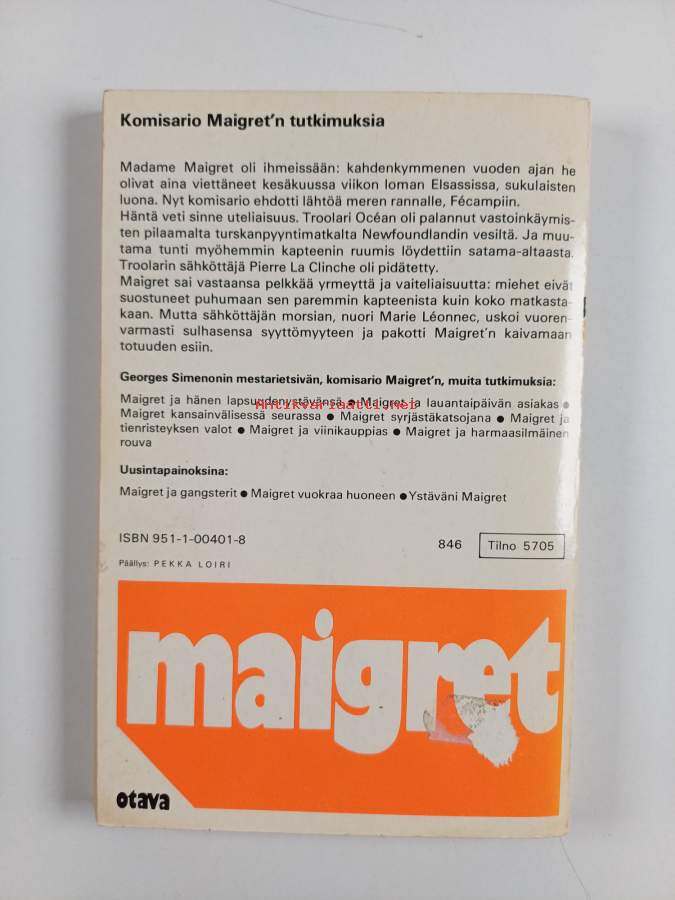 Komisario Maigret'n tutkimuksia
Madame Maigret oli ihmeissään: kahdenkymmenen vuoden ajan he
olivat aina viettäneet kesäkuussa viikon loman Elsassissa, sukulaisten
luona. Nyt komisario ehdotti lähtöä meren rannalle, Fécampiin.
Häntä veti sinne uteliaisuus. Troolari Océan oli palannut vastoinkäymis-
ten pilaamalta turskanpyyntimatkalta Newfoundlandin vesiltä. Ja muu-
tama tunti myöhemmin kapteenin ruumis löydettiin satama-altaasta.
Troolarin sähköttäjä Pierre La Clinche oli pidätetty.
Maigret sai vastaansa pelkkää yrmeyttä ja vaiteliaisuutta: miehet eivät
suostuneet puhumaan sen paremmin kapteenista kuin koko matkasta-
kaan. Mutta sähköttäjän morsian, nuori Marie Léonnec, uskoi vuoren-
varmasti sulhasensa syyttömyyteen ja pakotti Maigret'n kaivamaan
totuuden esiin.
Georges Simenonin mestarietsivän, komisario Maigret'n, muita tutkimuksia:
Maigret ja hänen lapsuudenystävänsä ● Maigret ja lauantaipäivän asiakas ●
antikvariaatti.net
Maigret kansainvälisessä seurassa ● Maigret syrjästäkatsojana ● Maigret ja
tienristeyksen valot ● Maigret ja viinikauppias ● Maigret ja harmaasilmäinen
rouva
Uusintapainoksina:
Maigret ja gangsterit ● Maigret vuokraa huoneen ● Ystäväni Maigret
ISBN 951-1-00401-8
846 Tilno 5705
Päällys: PEKKA LOIRI
maigret
otava